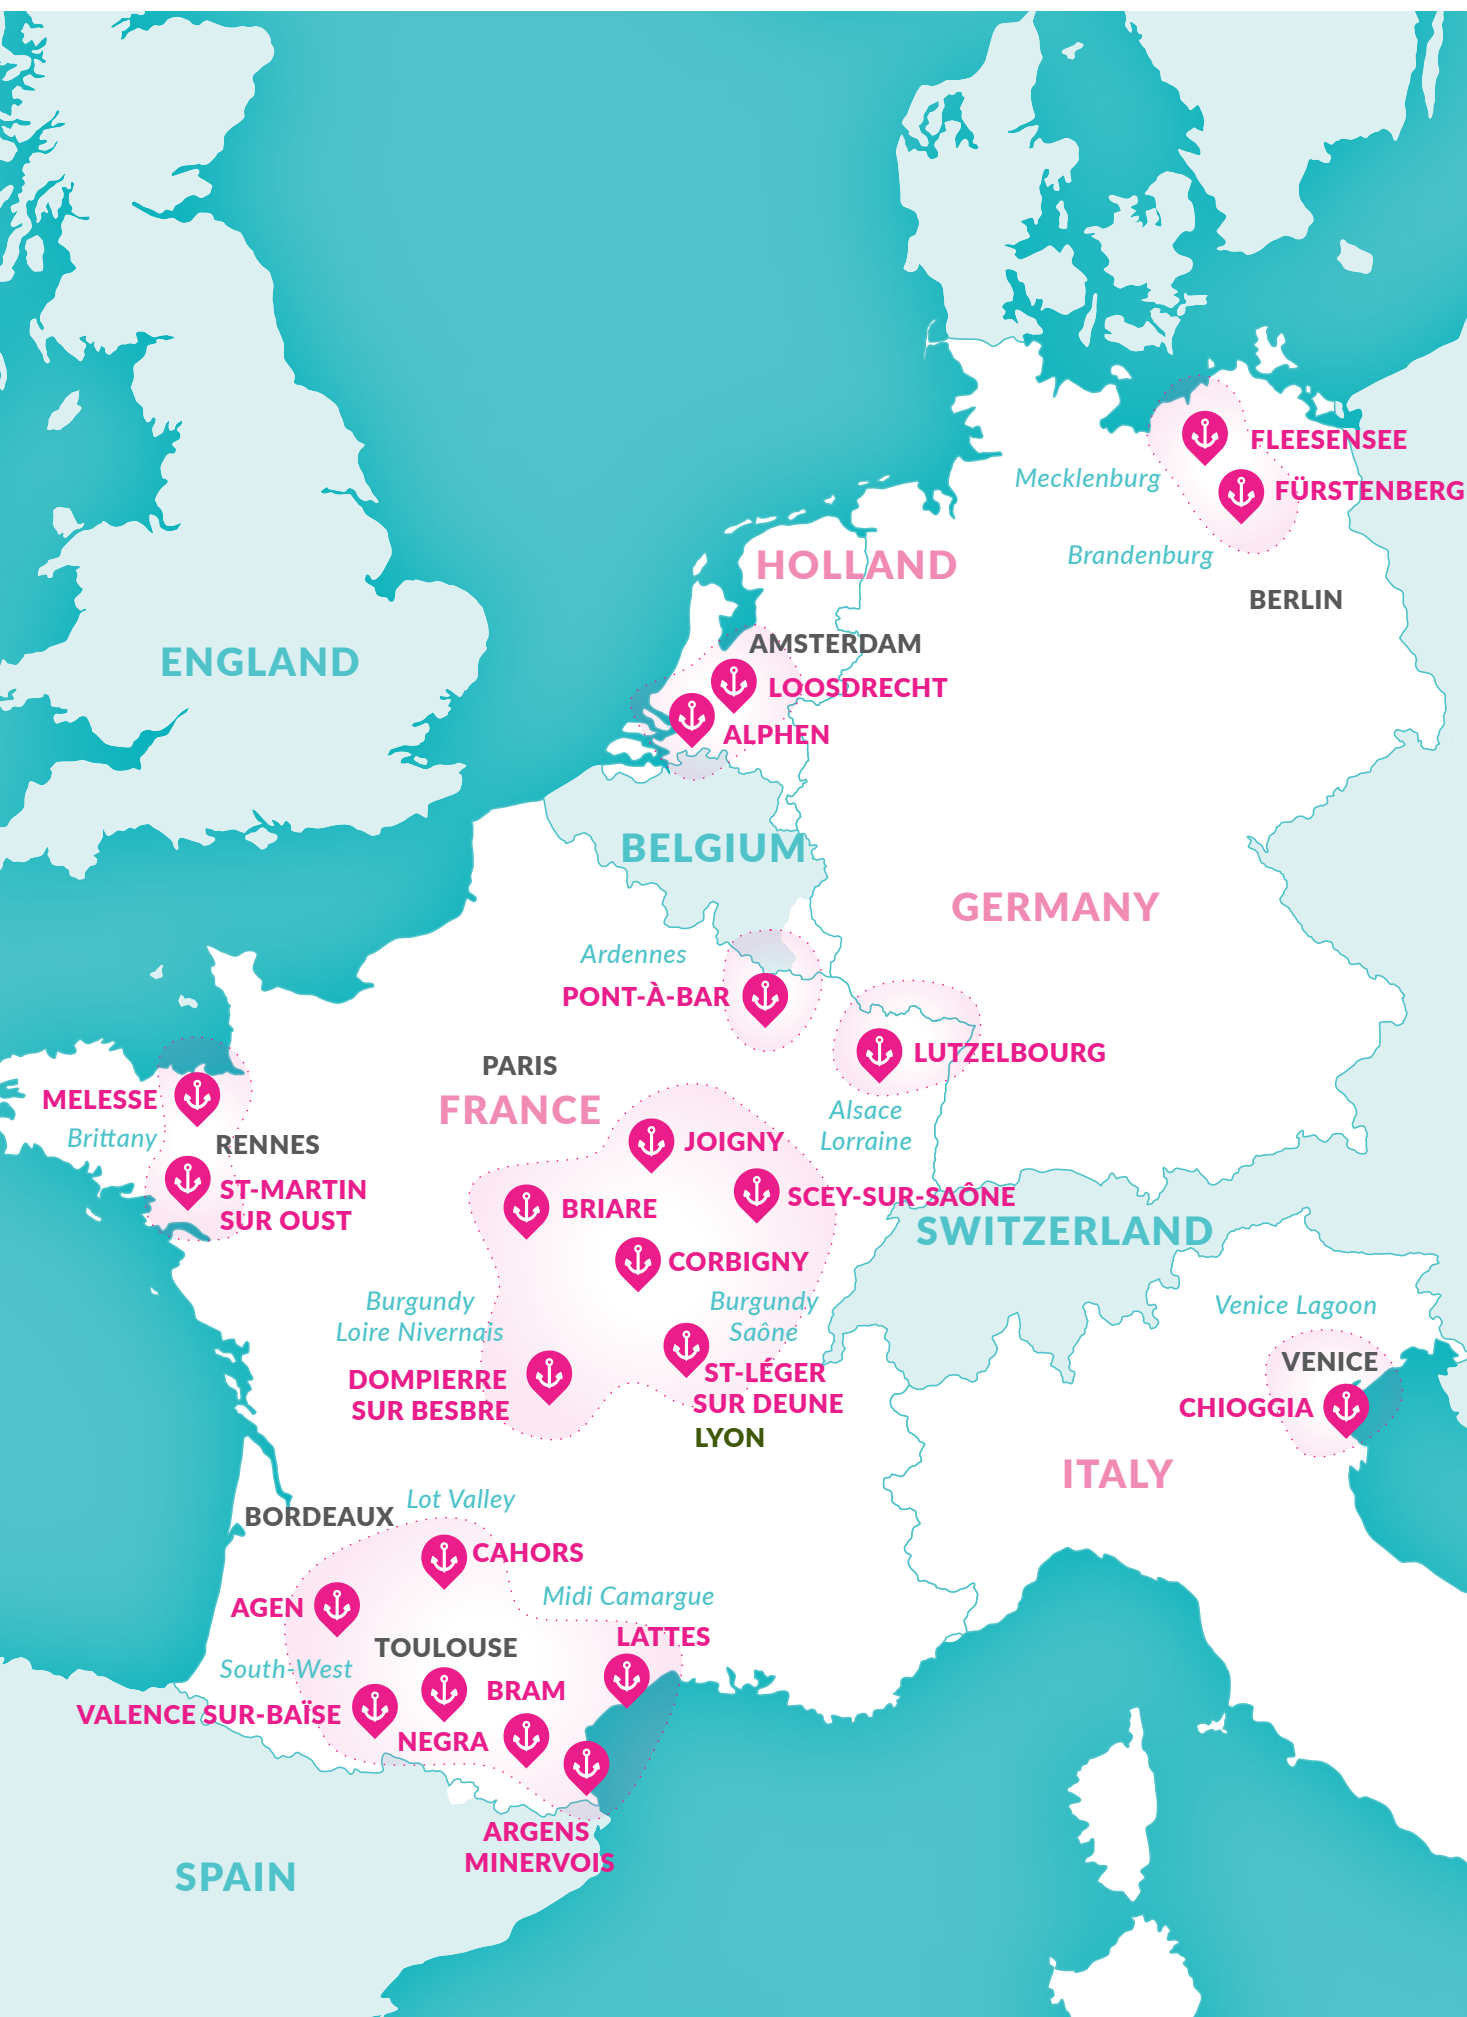 FLEESENSEE
Mecklenburg
FÜRSTENBERG
Brandenburg
HOLLAND
BERLIN
AMSTERDAM
ENGLAND
LOOSDRECHT
ALPHEN
BELGIUM
GERMANY
Ardennes
PONT-À-BAR
LUTZELBOURG
PARIS
FRANCE
MELESSE
Brittany
RENNES
Alsace
Lorraine
JOIGNY
ST-MARTIN
SUR OUST
BRIARE
SCEY-SUR-SAÔNE
SWITZERLAND
CORBIGNY
Burgundy
Loire Nivernais
Burgundy
Saône
Venice Lagoon
VENICE
DOMPIERRE
SUR BESBRE
ST-LÉGER
SUR DEUNE
CHIOGGIA
LYON
ITALY
Lot Valley
BORDEAUX
CAHORS
AGEN
Midi Camargue
TOULOUSE
LATTES
South-West
VALENCE SUR-BAÏSE
BRAM
NEGRA
ARGENS
MINERVOIS
SPAIN